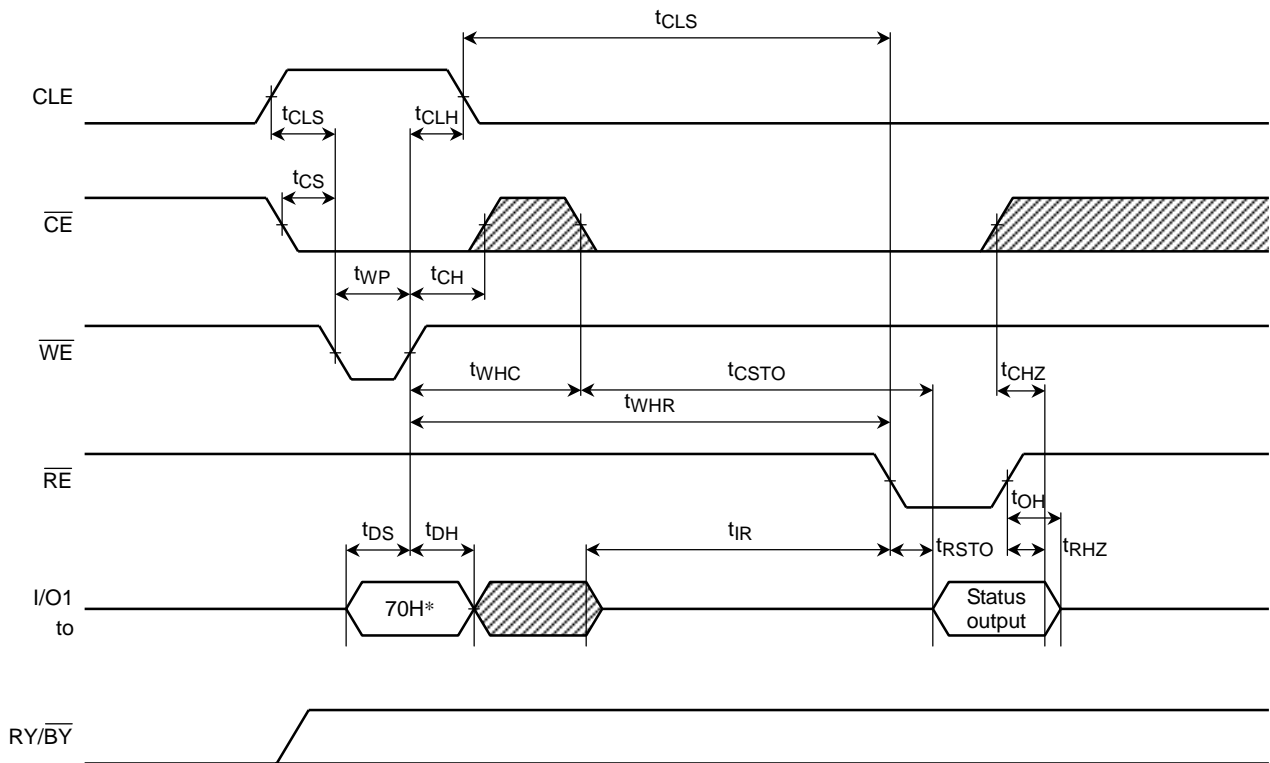 tCLS
CLE
tCLS
tCLH
tCS
CE
tWP
tCH
WE
tWHC
tCSTO
tCHZ
tWHR
RE
tOH
tDS
tDH
tIR
tRSTO
tRHZ
I/O1
to
70H*
Status
output
RY/BY